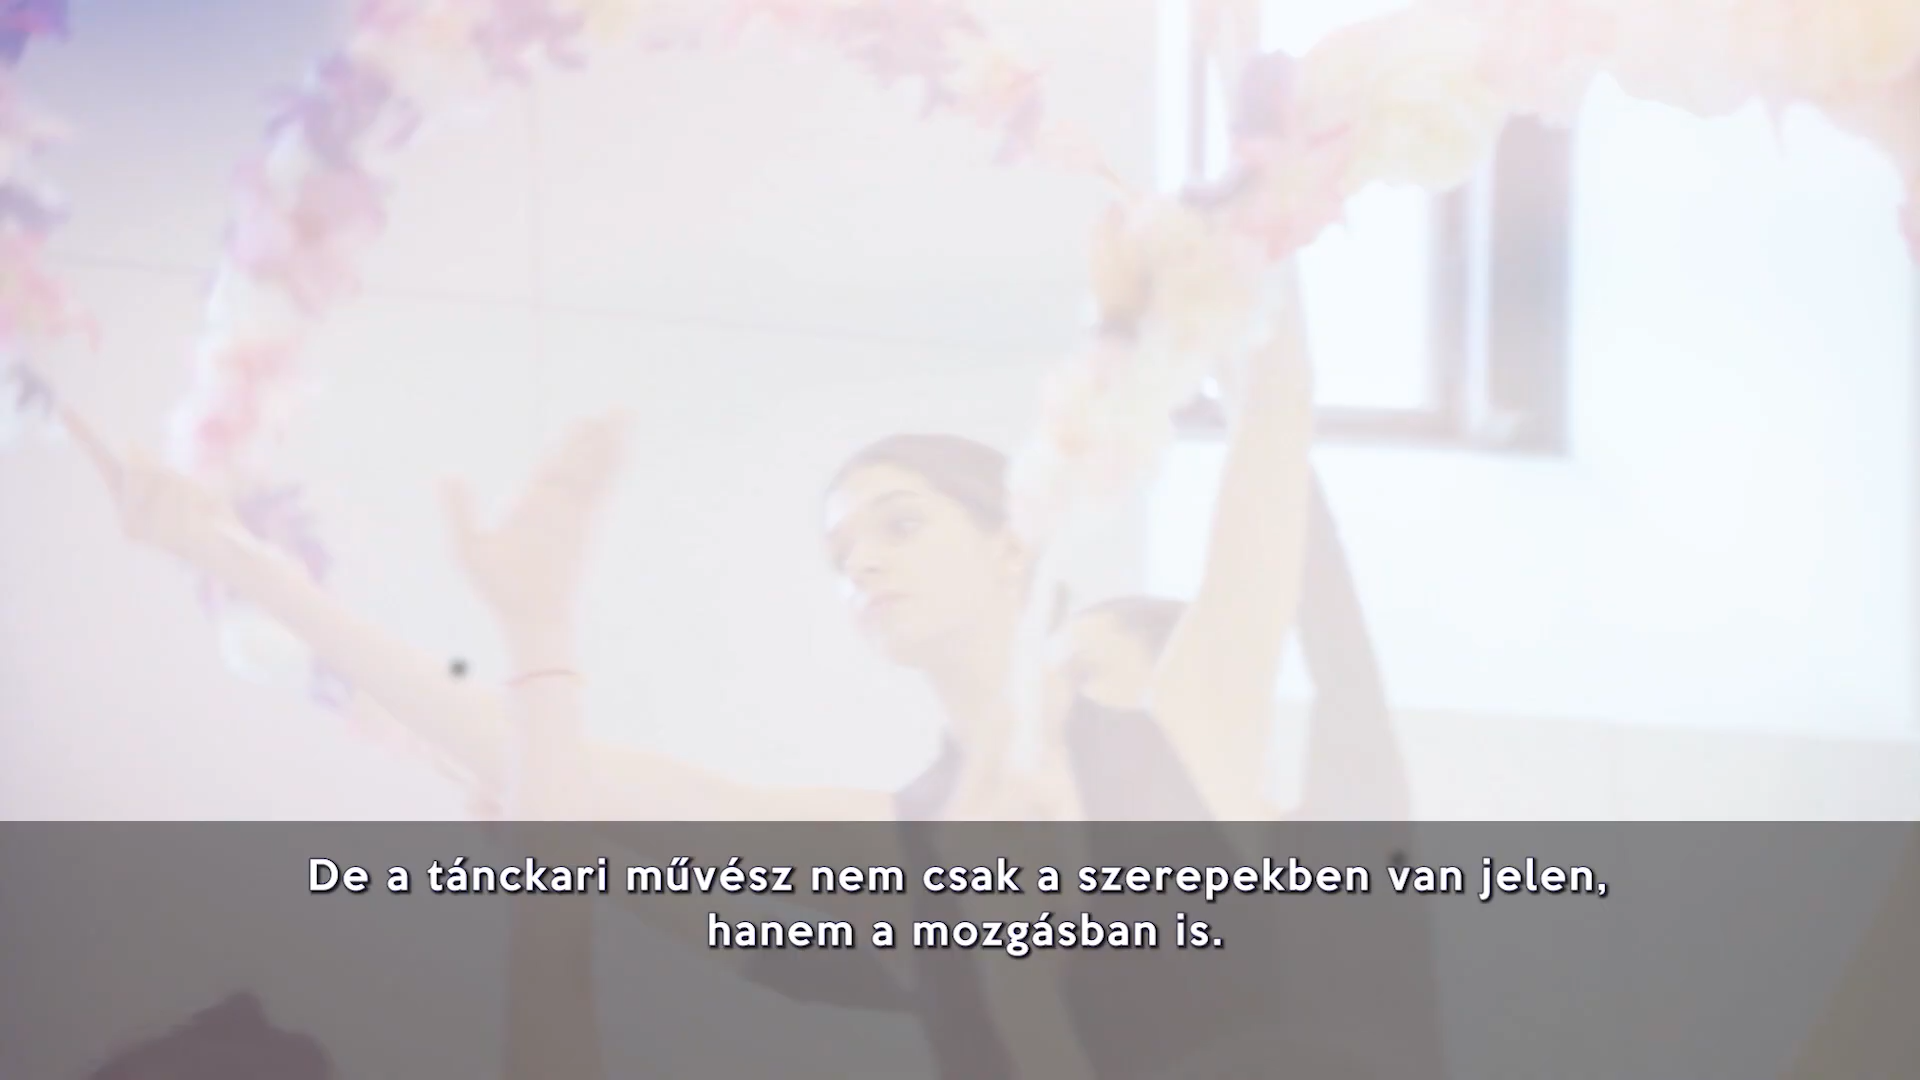 De a tánckari művész nem csak a szerepekben van jelen,
hanem a mozgásban is.